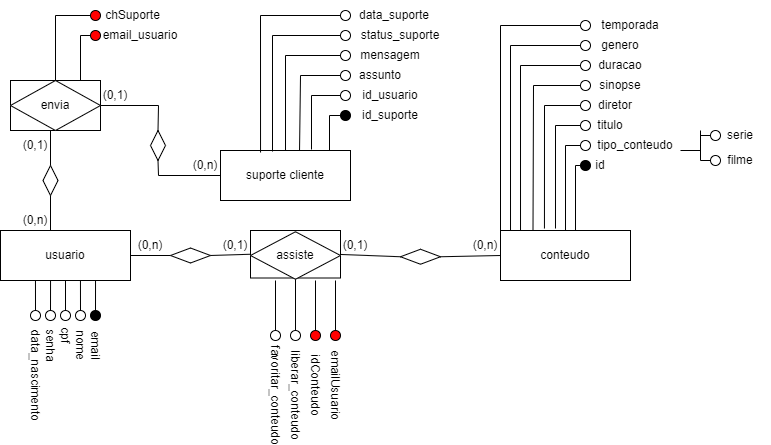 chSuporte
email_usuario
envia
(0,1)
(0,1)
data_suporte
status_suporte
mensagem
assunto
id_usuario
id_suporte
(0,n)
suporte cliente
temporada
genero
duracao
sinopse
diretor
titulo
tipo_conteudo
id
serie
filme
(0,n)
usuario
(0,n)
(0,1)
assiste
(0,1)
(0,n)
conteudo
data_nascimento
senha
cpf
nome
email
favoritar_conteudo
liberar_conteudo
idConteudo
emailUsuario